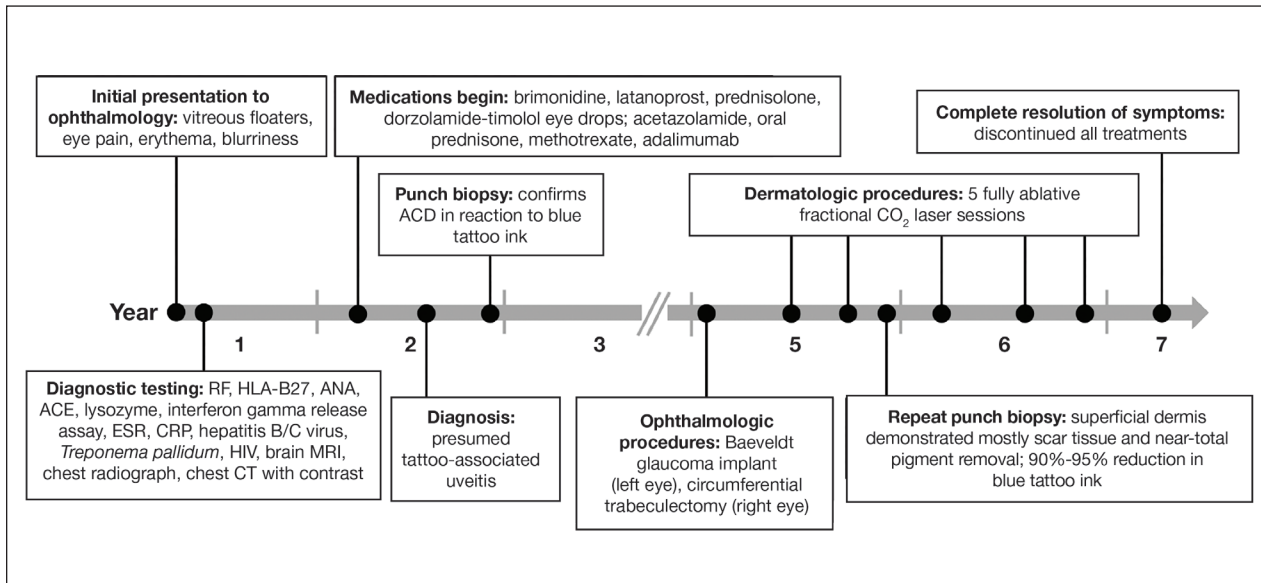 Initial presentation to
ophthalmology: vitreous floaters,
eye pain, erythema, blurriness
Medications begin: brimonidine, latanoprost, prednisolone,
dorzolamide-timolol eye drops; acetazolamide, oral
prednisone, methotrexate, adalimumab
Complete resolution of symptoms:
discontinued all treatments
Punch biopsy: confirms
ACD in reaction to blue
tattoo ink
Dermatologic procedures: 5 fully ablative
fractional CO₂ laser sessions
Year
1
2
3
5
6
7
Diagnostic testing: RF, HLA-B27, ANA,
ACE, lysozyme, interferon gamma release
assay, ESR, CRP, hepatitis B/C virus,
Treponema pallidum, HIV, brain MRI,
chest radiograph, chest CT with contrast
Diagnosis:
presumed
tattoo-associated
uveitis
Ophthalmologic
procedures: Baeveldt
glaucoma implant
(left eye), circumferential
trabeculectomy (right eye)
Repeat punch biopsy: superficial dermis
demonstrated mostly scar tissue and near-total
pigment removal; 90%-95% reduction in
blue tattoo ink